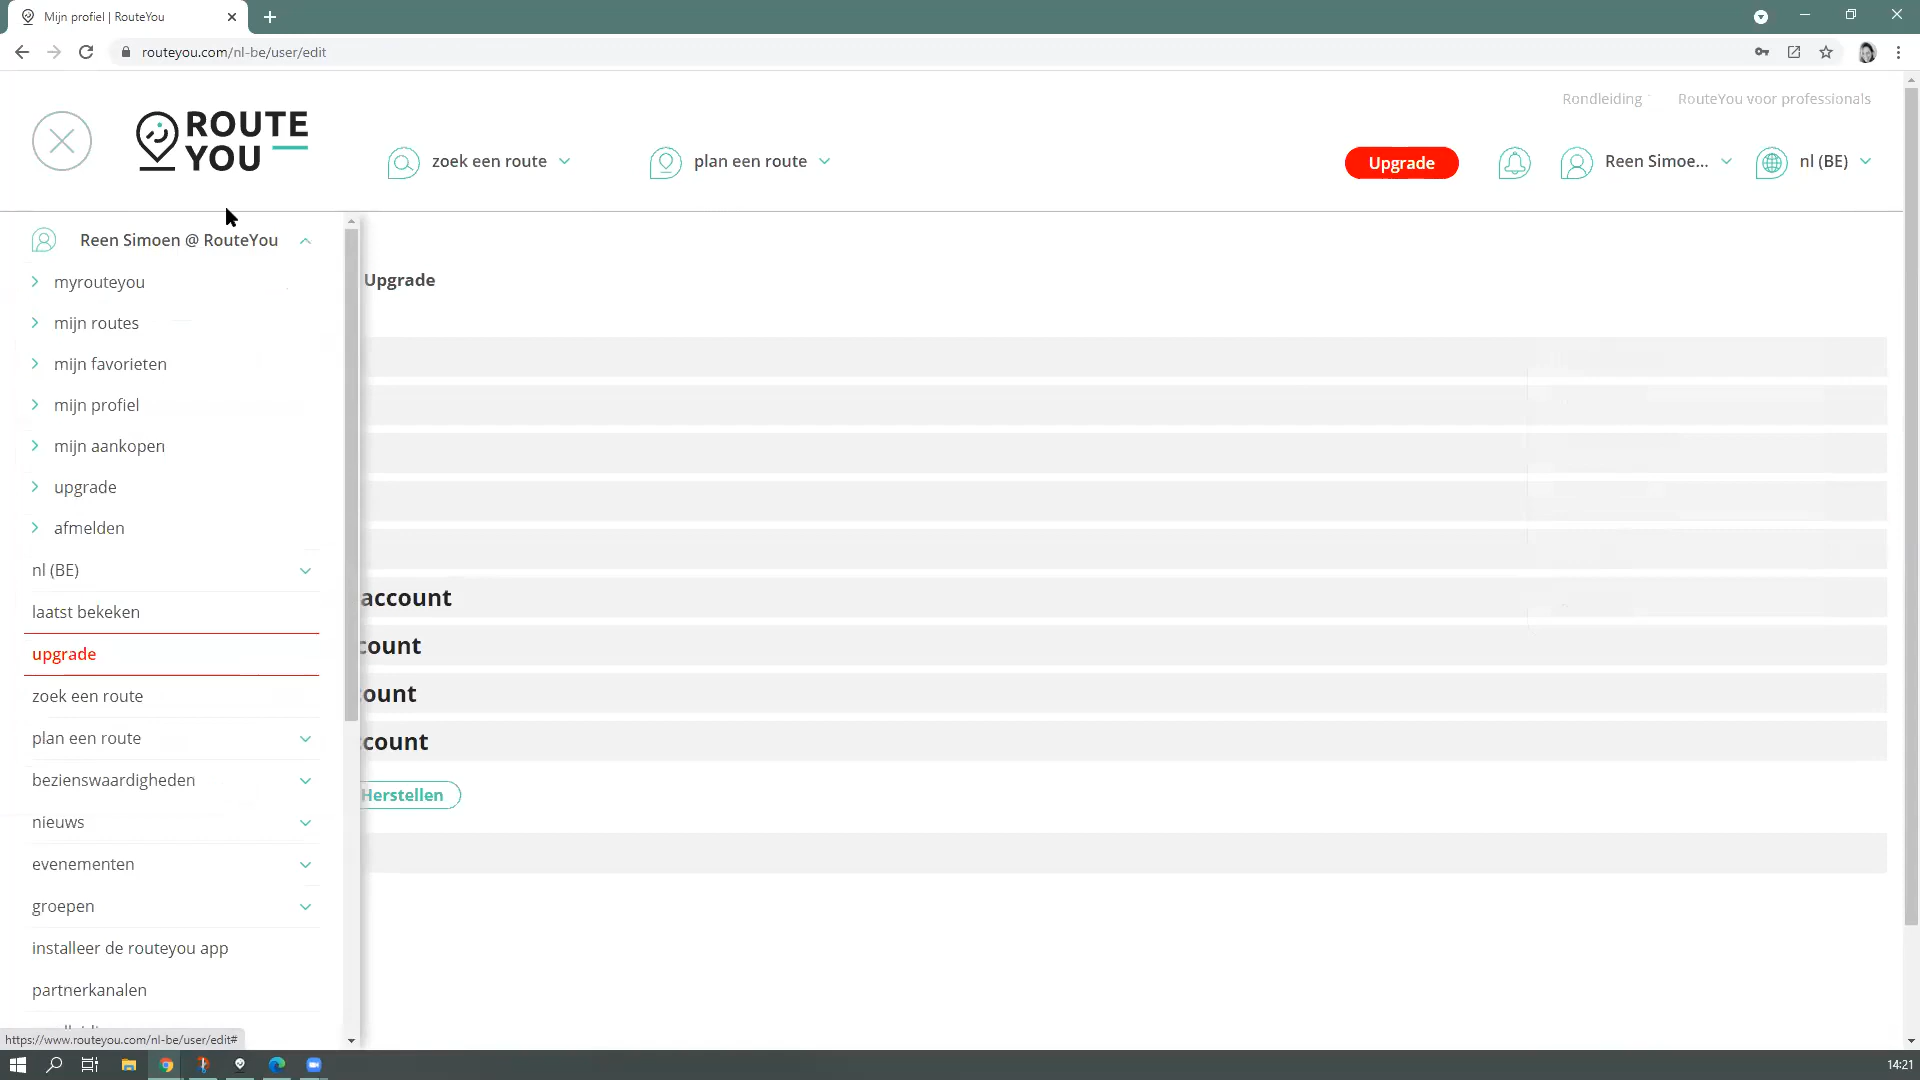 Mijn profiel | RouteYou
routeyou.com/nl-be/user/edit
Rondleiding
RouteYou voor professionals
ROUTE
YOU
zoek een route
plan een route
Upgrade
Reen Simoe...
nl (BE)
Reen Simoen @ RouteYou
myrouteyou
mijn routes
mijn favorieten
mijn profiel
mijn aankopen
upgrade
afmelden
nl (BE)
laatst bekeken
upgrade
zoek een route
plan een route
bezienswaardigheden
nieuws
evenementen
groepen
installeer de routeyou app
partnerkanalen
Upgrade
account
count
count
count
Herstellen
https://www.routeyou.com/nl-be/user/edit#
14:21